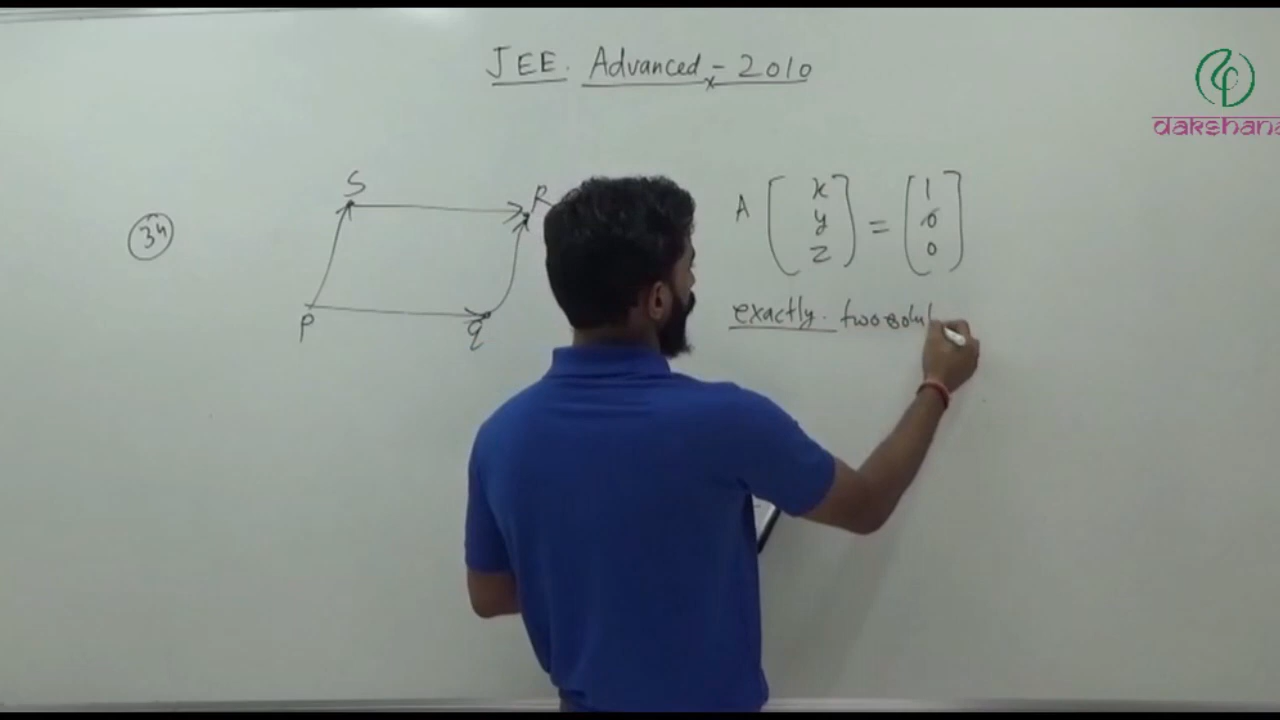 JEE. Advanced - 2010
dakshana
34
S
R
P
Q
A [ x y z ] = [ 1 0 0 ]
exactly. two